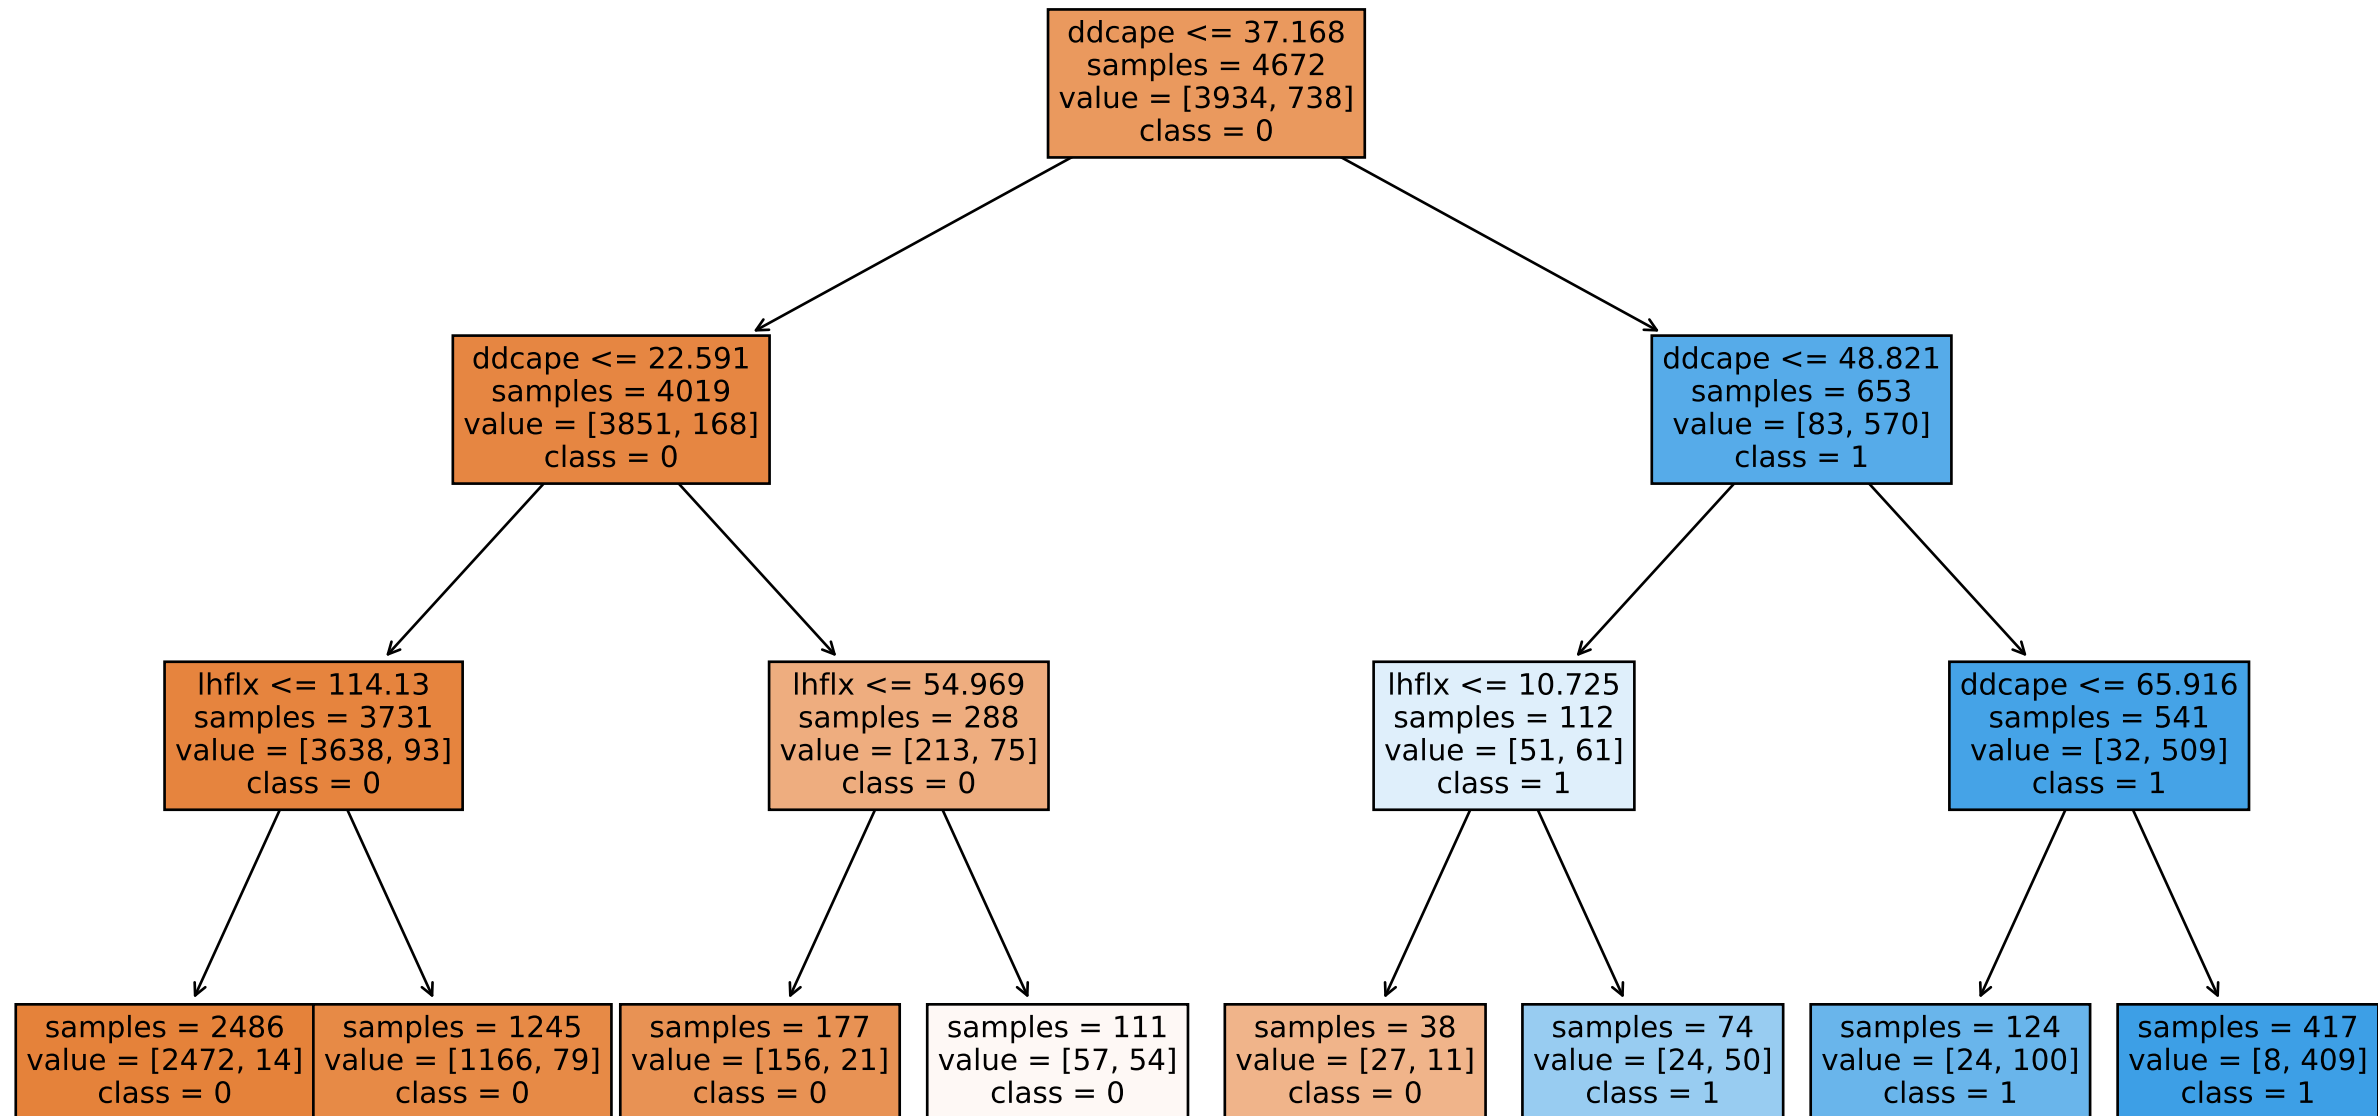 ddcape <= 37.168
samples = 4672
value = [3934, 738]
class = 0
ddcape <= 22.591
samples = 4019
value = [3851, 168]
class = 0
ddcape <= 48.821
samples = 653
value = [83, 570]
class = 1
lhflx <= 114.13
samples = 3731
value = [3638, 93]
class = 0
lhflx <= 54.969
samples = 288
value = [213, 75]
class = 0
lhflx <= 10.725
samples = 112
value = [51, 61]
class = 1
ddcape <= 65.916
samples = 541
value = [32, 509]
class = 1
samples = 2486
value = [2472, 14]
class = 0
samples = 1245
value = [1166, 79]
class = 0
samples = 177
value = [156, 21]
class = 0
samples = 111
value = [57, 54]
class = 0
samples = 38
value = [27, 11]
class = 0
samples = 74
value = [24, 50]
class = 1
samples = 124
value = [24, 100]
class = 1
samples = 417
value = [8, 409]
class = 1